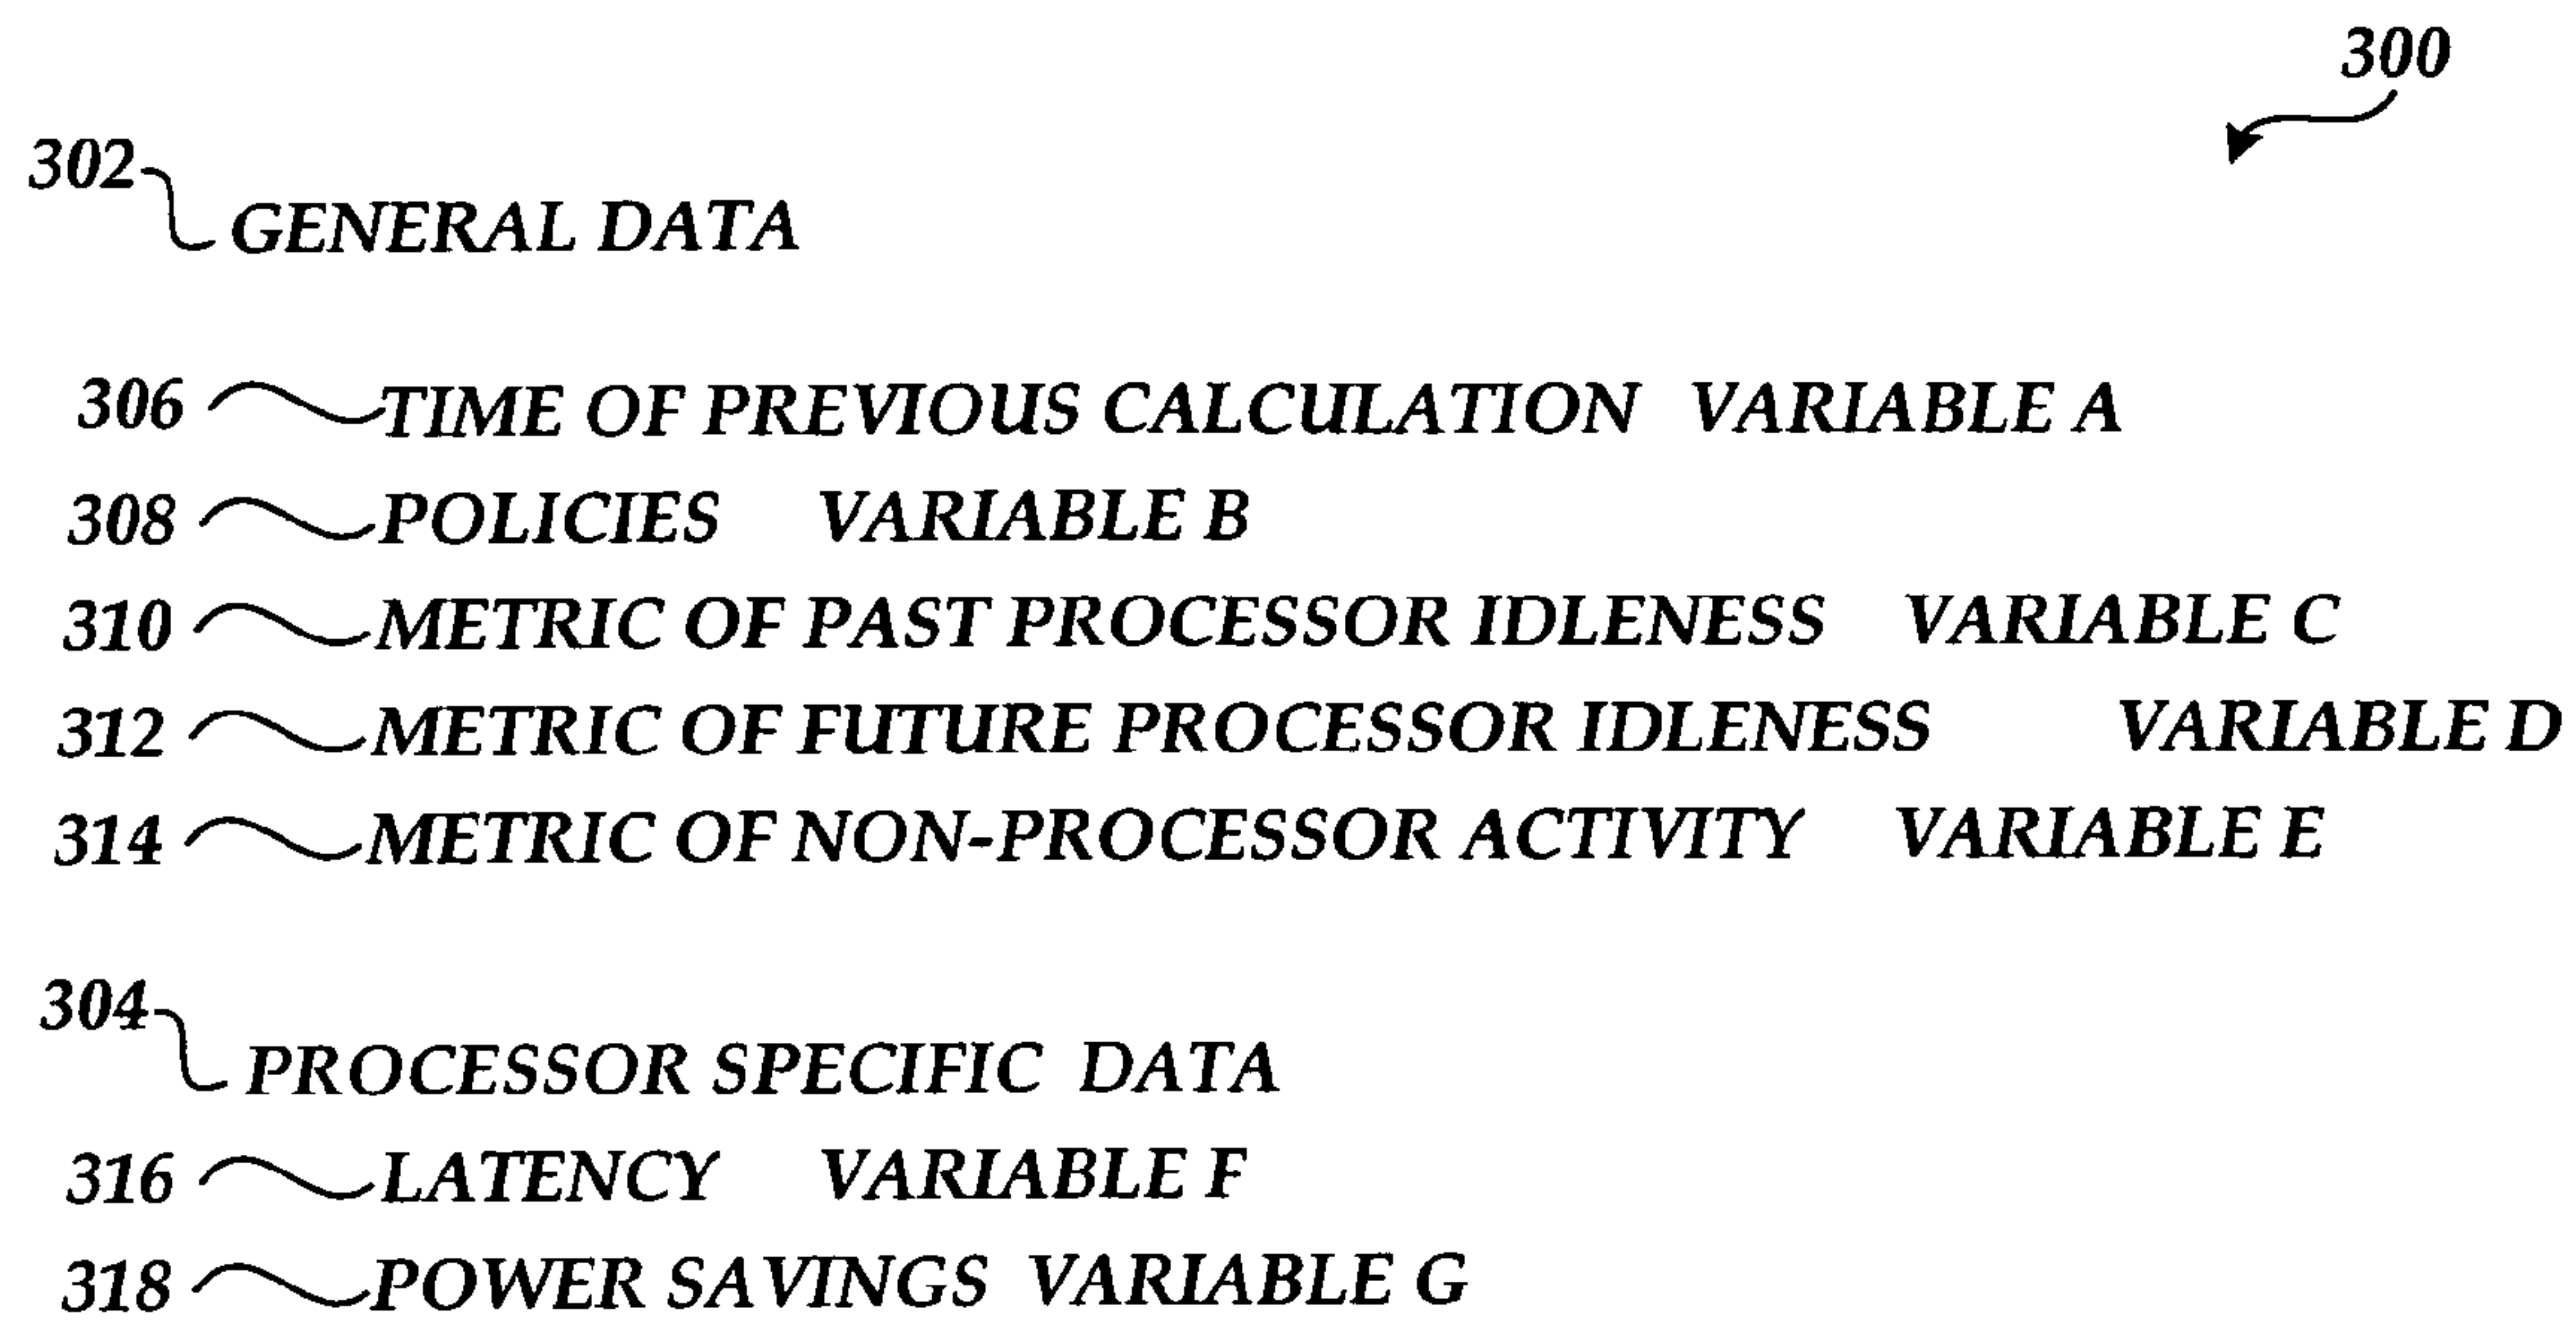 300
302 GENERAL DATA
306 TIME OF PREVIOUS CALCULATION VARIABLE A
308 POLICIES VARIABLE B
310 METRIC OF PAST PROCESSOR IDLENESS VARIABLE C
312 METRIC OF FUTURE PROCESSOR IDLENESS VARIABLE D
314 METRIC OF NON-PROCESSOR ACTIVITY VARIABLE E
304 PROCESSOR SPECIFIC DATA
316 LATENCY VARIABLE F
318 POWER SAVINGS VARIABLE G